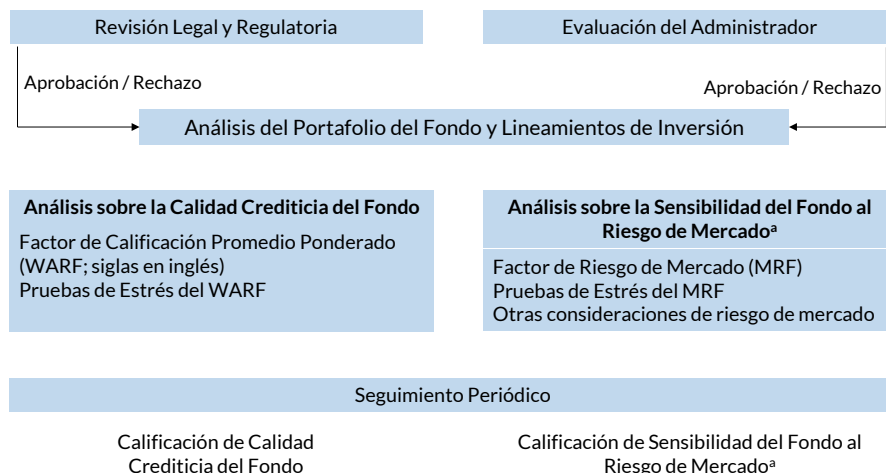 Revisión Legal y Regulatoria
Evaluación del Administrador
Aprobación / Rechazo
Aprobación / Rechazo
Análisis del Portafolio del Fondo y Lineamientos de Inversión
Análisis sobre la Calidad Crediticia del Fondo
Factor de Calificación Promedio Ponderado
(WARF; siglas en inglés)
Pruebas de Estrés del WARF
Análisis sobre la Sensibilidad del Fondo al
Riesgo de Mercadoᵃ
Factor de Riesgo de Mercado (MRF)
Pruebas de Estrés del MRF
Otras consideraciones de riesgo de mercado
Seguimiento Periódico
Calificación de Calidad
Crediticia del Fondo
Calificación de Sensibilidad del Fondo al
Riesgo de Mercadoᵃ